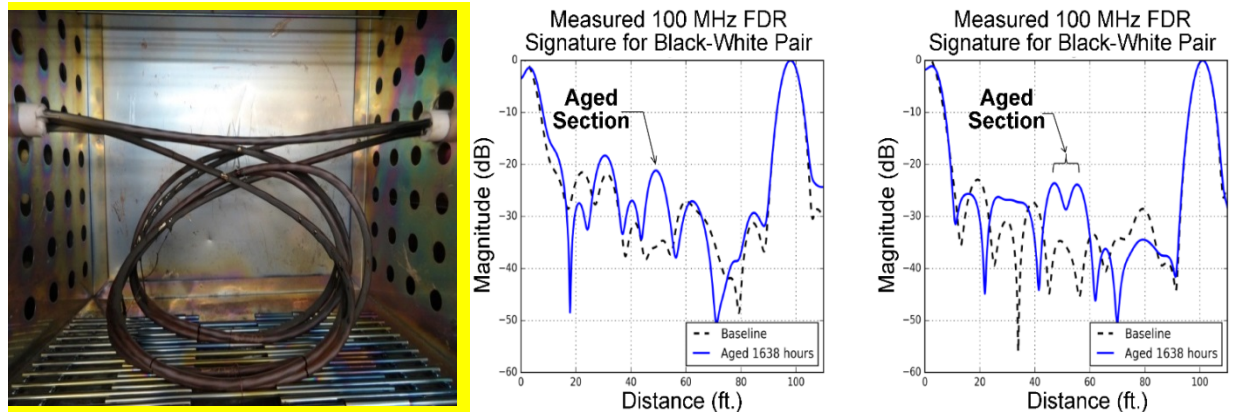 Measured 100 MHz FDR
Signature for Black-White Pair
0
−10
−20
−30
−40
−50
−60
Magnitude (dB)
Aged
Section
Baseline
Aged 1638 hours
0
20
40
60
80
100
Distance (ft.)
Measured 100 MHz FDR
Signature for Black-White Pair
0
−10
−20
−30
−40
−50
−60
Magnitude (dB)
Aged
Section
Baseline
Aged 1638 hours
0
20
40
60
80
100
Distance (ft.)